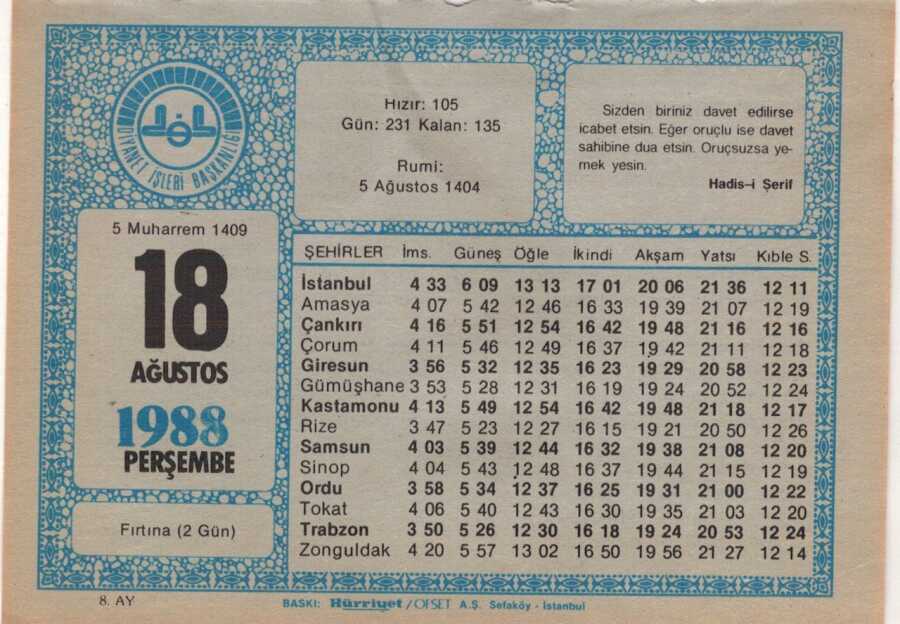 DİYANET İŞLERİ BAŞKANLIĞI
Hızır: 105
Gün: 231 Kalan: 135
Rumi:
5 Ağustos 1404
Sizden biriniz davet edilirse
icabet etsin. Eğer oruçlu ise davet
sahibine dua etsin. Oruçsuzsa ye-
mek yesin.
Hadis-i Şerif
5 Muharrem 1409
18
AĞUSTOS
1988
PERŞEMBE
Fırtına (2 Gün)
ŞEHİRLER İms. Güneş Öğle İkindi Akşam Yatsı Kıble S.
İstanbul 4 33 6 09 13 13 17 01 20 06 21 36 12 11
Amasya 4 07 5 42 12 46 16 33 19 39 21 07 12 19
Çankırı 4 16 5 51 12 54 16 42 19 48 21 16 12 16
Çorum 4 11 5 46 12 49 16 37 19 42 21 11 12 18
Giresun 3 56 5 32 12 35 16 23 19 29 20 58 12 23
Gümüşhane 3 53 5 28 12 31 16 19 19 24 20 52 12 24
Kastamonu 4 13 5 49 12 54 16 42 19 48 21 18 12 17
Rize 3 47 5 23 12 27 16 15 19 21 20 50 12 26
Samsun 4 03 5 39 12 44 16 32 19 38 21 08 12 20
Sinop 4 04 5 43 12 48 16 37 19 44 21 15 12 19
Ordu 3 58 5 34 12 37 16 25 19 31 21 00 12 22
Tokat 4 06 5 40 12 43 16 30 19 35 21 03 12 20
Trabzon 3 50 5 26 12 30 16 18 19 24 20 53 12 24
Zonguldak 4 20 5 57 13 02 16 50 19 56 21 27 12 14
8. AY
BASKI: Hürriyet / OFSET A.Ş. Sefaköy - İstanbul